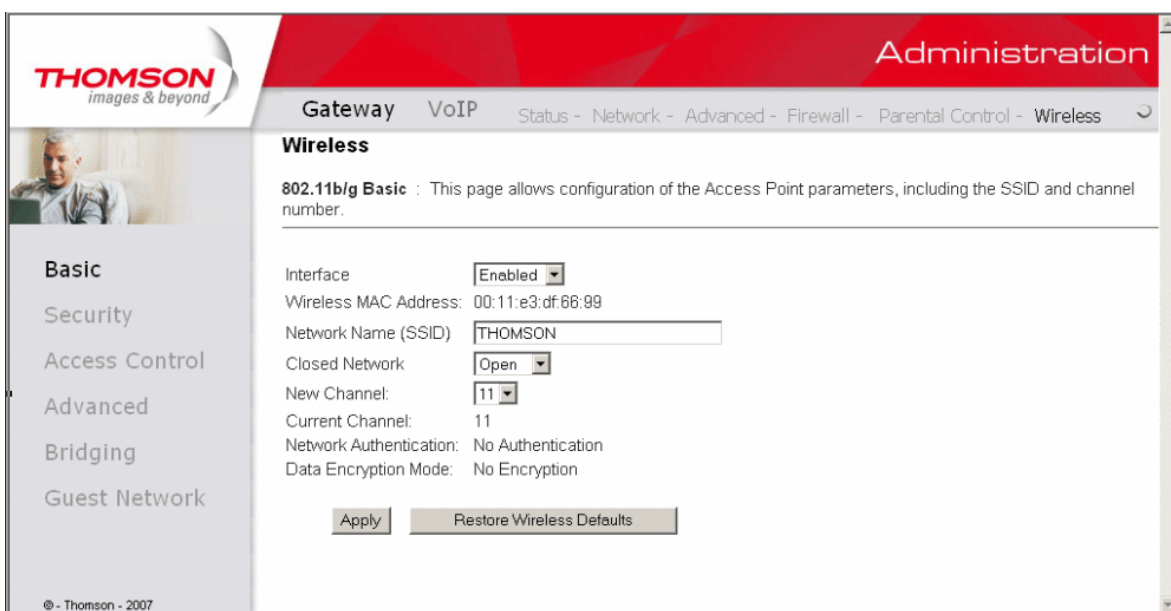 THOMSON
images & beyond
Administration
Gateway VoIP Status - Network - Advanced - Firewall - Parental Control - Wireless
Wireless
802.11b/g Basic : This page allows configuration of the Access Point parameters, including the SSID and channel
number.
Basic
Security
Access Control
Advanced
Bridging
Guest Network
Interface Enabled
Wireless MAC Address: 00:11:e3:df:66:99
Network Name (SSID) THOMSON
Closed Network Open
New Channel: 11
Current Channel: 11
Network Authentication: No Authentication
Data Encryption Mode: No Encryption
Apply Restore Wireless Defaults
© - Thomson - 2007